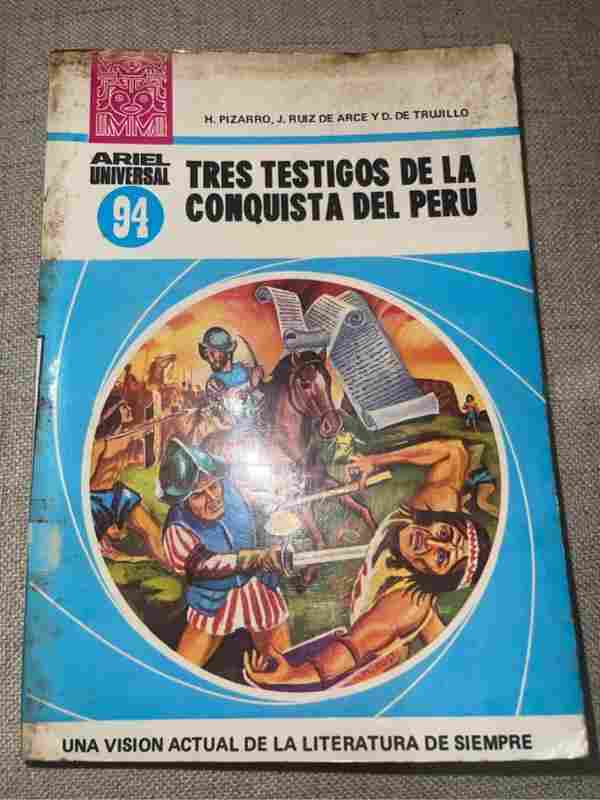 H. PIZARRO, J. RUIZ DE ARCE Y D. DE TRUJILLO
ARIEL
UNIVERSAL
94
TRES TESTIGOS DE LA
CONQUISTA DEL PERU
UNA VISION ACTUAL DE LA LITERATURA DE SIEMPRE